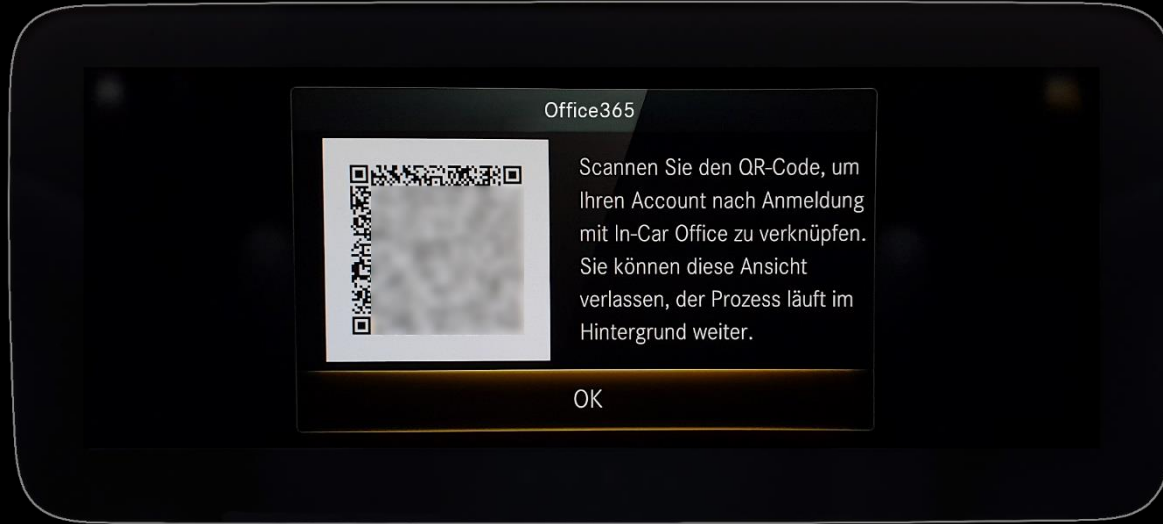 Office365
Scannen Sie den QR-Code, um
Ihren Account nach Anmeldung
mit In-Car Office zu verknüpfen.
Sie können diese Ansicht
verlassen, der Prozess läuft im
Hintergrund weiter.
OK